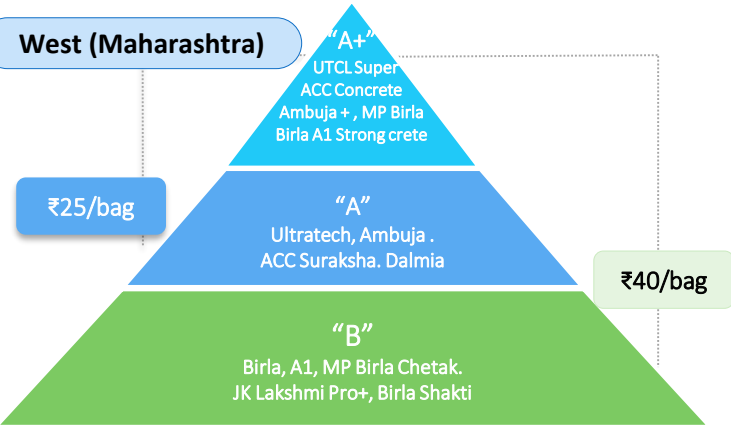 West (Maharashtra)
“A+”
UTCL Super
ACC Concrete
Ambuja + , MP Birla
Birla A1 Strong crete
₹25/bag
“A”
Ultratech, Ambuja .
ACC Suraksha. Dalmia
₹40/bag
“B”
Birla, A1, MP Birla Chetak.
JK Lakshmi Pro+, Birla Shakti